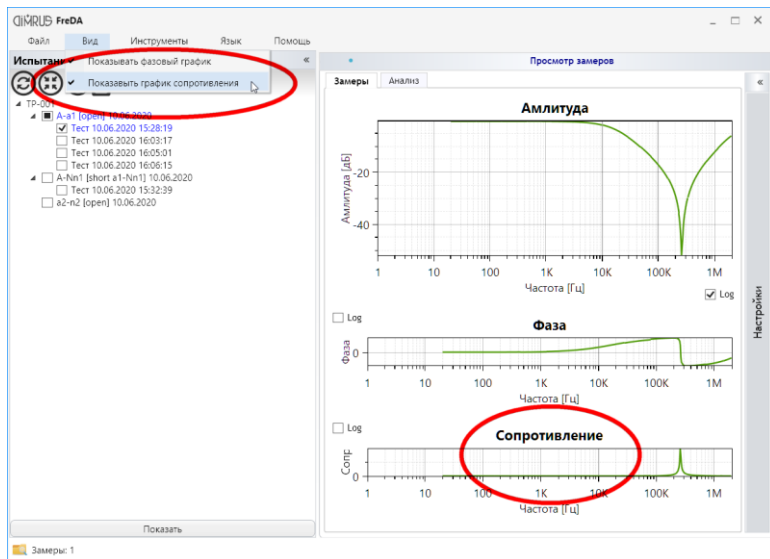 DIMRUS FreDA
Файл Вид Инструменты Язык Помощь
Показывать фазовый график
Показавыть график сопротивления
TP-001
A-a1 [open] 10.06.2020
Тест 10.06.2020 15:28:19
Тест 10.06.2020 16:03:17
Тест 10.06.2020 16:05:01
Тест 10.06.2020 16:06:15
A-Nn1 [short a1-Nn1] 10.06.2020
Тест 10.06.2020 15:32:39
a2-n2 [open] 10.06.2020
Показать
Замеры: 1
Просмотр замеров
Замеры Анализ
Амлитуда
Амлитуда [дБ]
-20
-40
1 10 100 1K 10K 100K 1M
Частота [Гц]
Log
Log
Фаза
Фаза
0
1 10 100 1K 10K 100K 1M
Частота [Гц]
Log
Сопротивление
Сопр
0
1 10 100 1K 10K 100K 1M
Частота [Гц]
Настройки